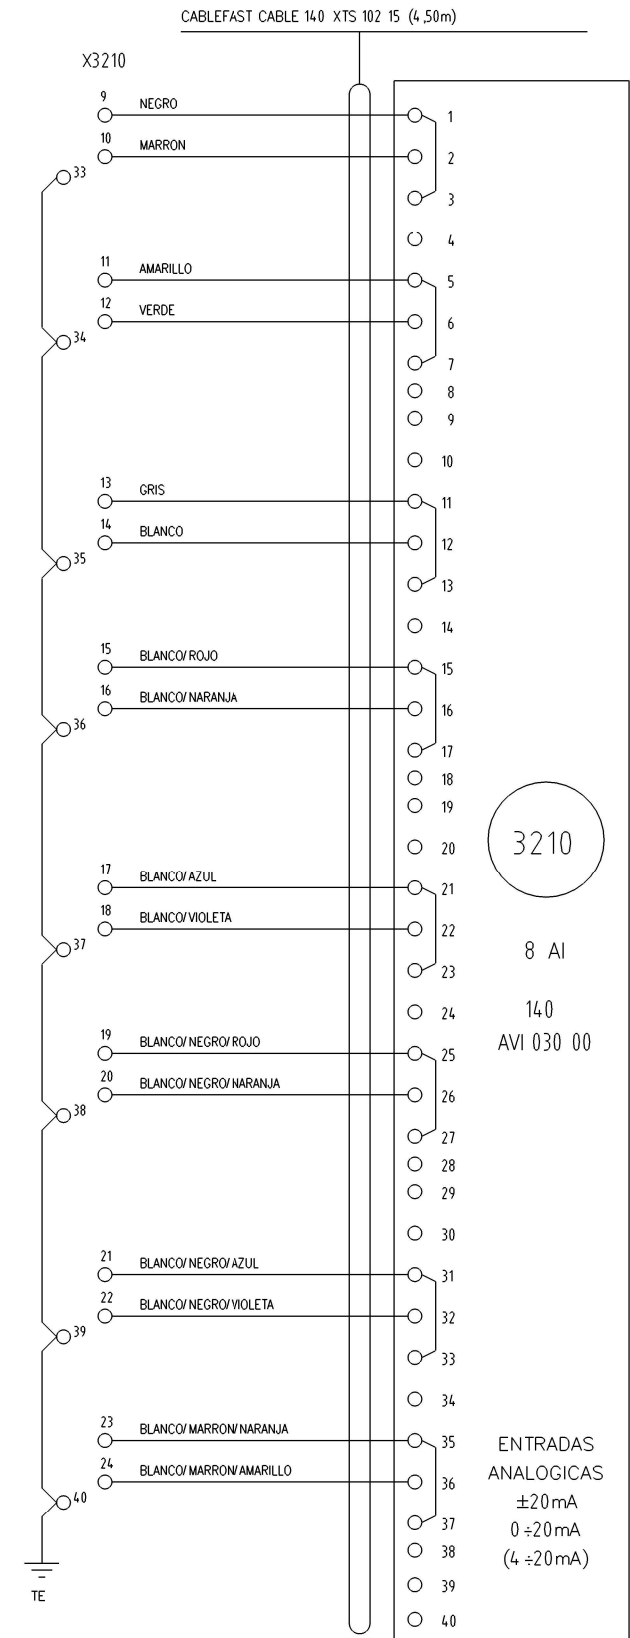 CABLEFAST CABLE 140 XTS 102 15 (4,50m)
X3210
9 NEGRO 1
10 MARRON 2
33
3
4
11 AMARILLO 5
12 VERDE 6
34
7
8
9
10
13 GRIS 11
14 BLANCO 12
35
13
14
15 BLANCO/ROJO 15
16 BLANCO/NARANJA 16
36
17
18
19
3210
20
17 BLANCO/AZUL 21
18 BLANCO/VIOLETA 22
37
8 AI
23
140
24
AVI 030 00
19 BLANCO/NEGRO/ROJO 25
20 BLANCO/NEGRO/NARANJA 26
38
27
28
29
30
21 BLANCO/NEGRO/AZUL 31
22 BLANCO/NEGRO/VIOLETA 32
39
33
34
23 BLANCO/MARRON/NARANJA 35
ENTRADAS
24 BLANCO/MARRON/AMARILLO 36
ANALOGICAS
40
±20mA
37
0÷20mA
38
(4÷20mA)
39
TE
40